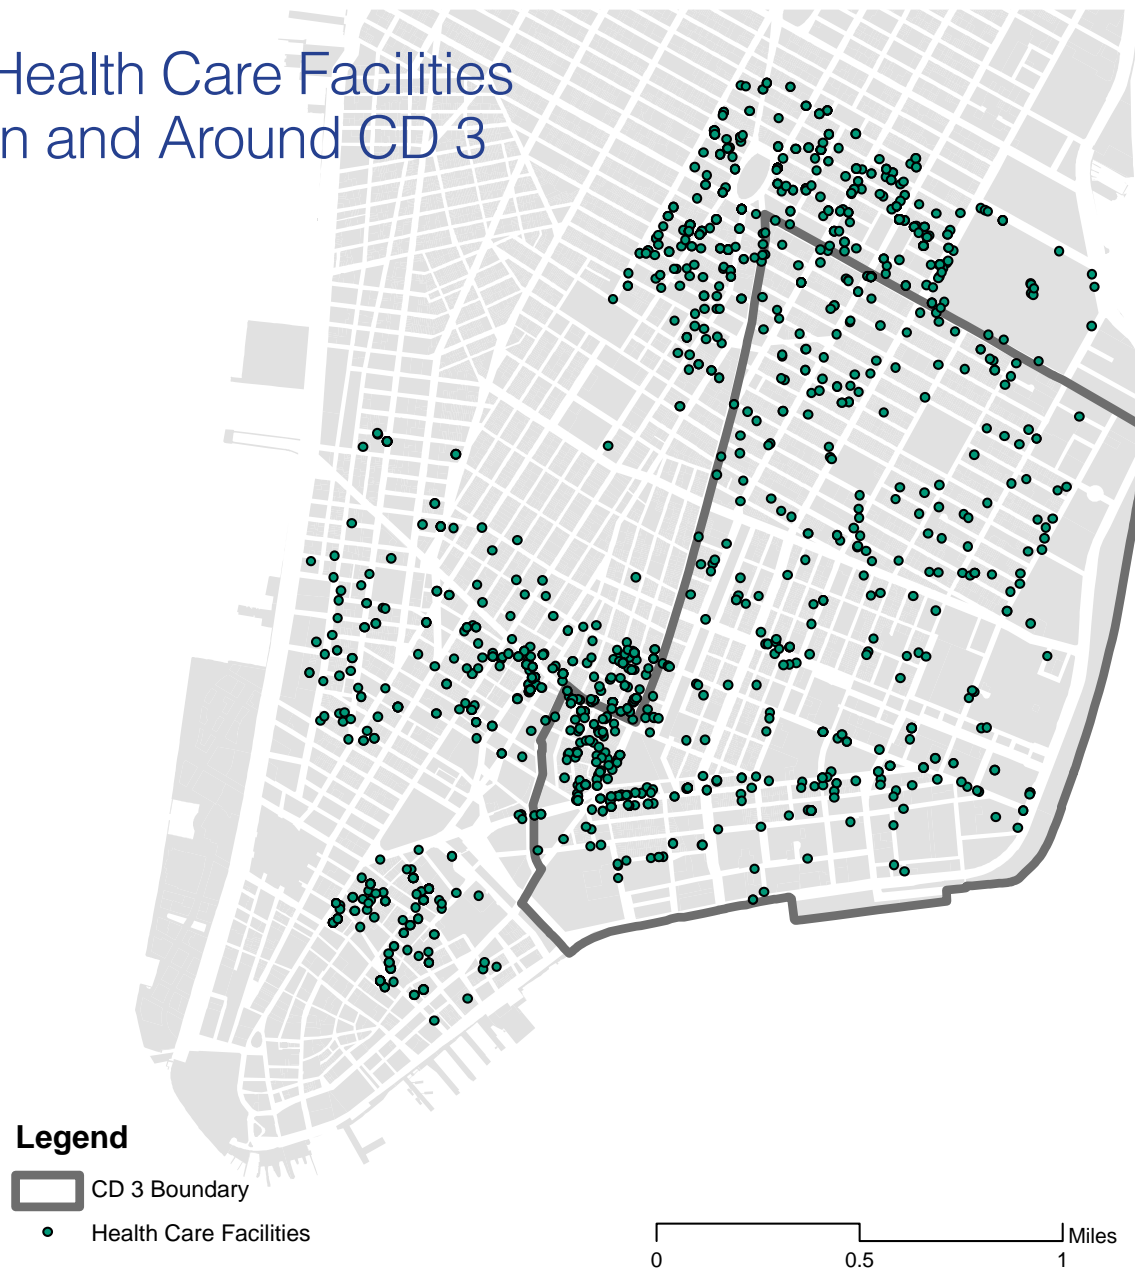 Health Care Facilities
n and Around CD 3
Legend
CD 3 Boundary
Health Care Facilities
Miles
0 0.5 1